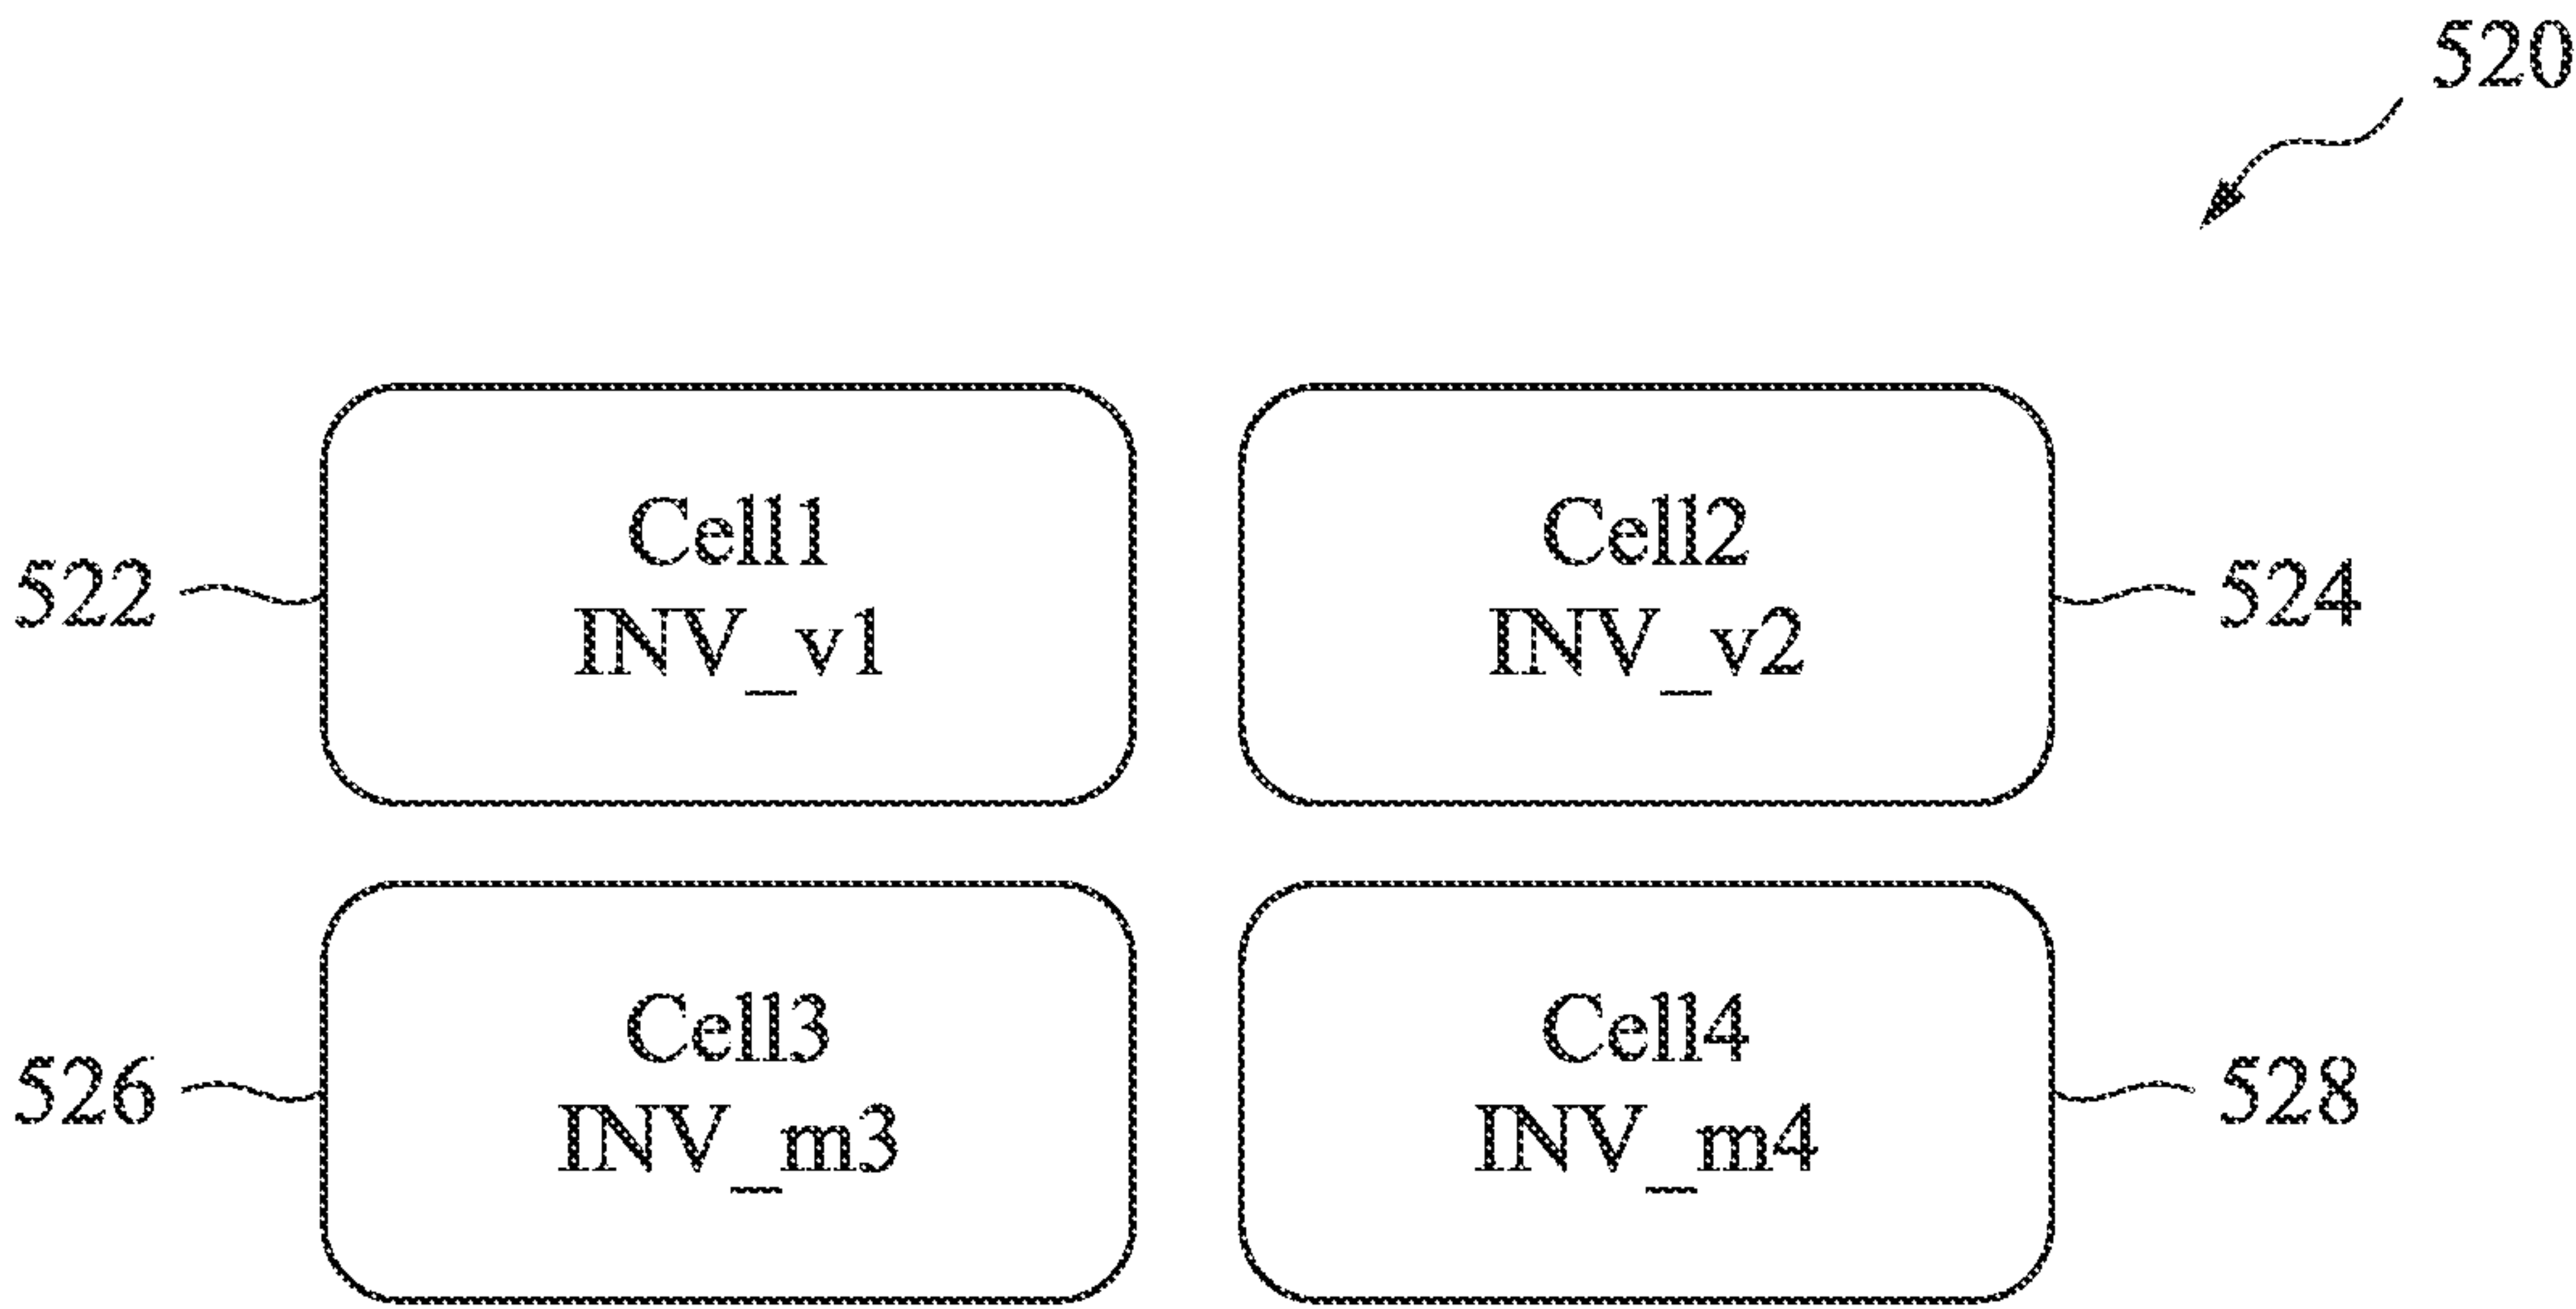 520
Cell1
INV_v1
522
Cell2
INV_v2
524
Cell3
INV_m3
526
Cell4
INV_m4
528